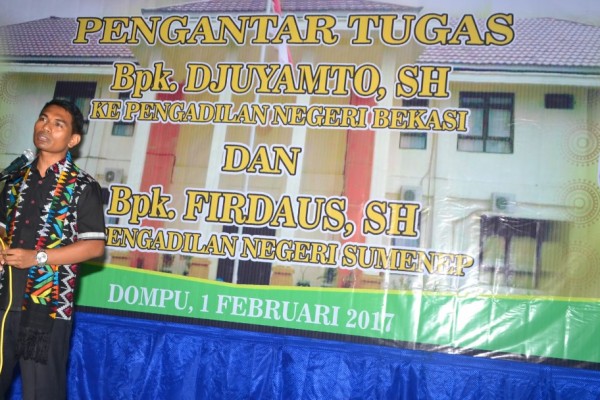 PENGANTAR TUGAS
Bpk. DJUYAMTO, SH
KE PENGADILAN NEGERI BEKASI
DAN
Bpk. FIRDAUS, SH
PENGADILAN NEGERI SUMENEP
DOMPU, 1 FEBRUARI 2017